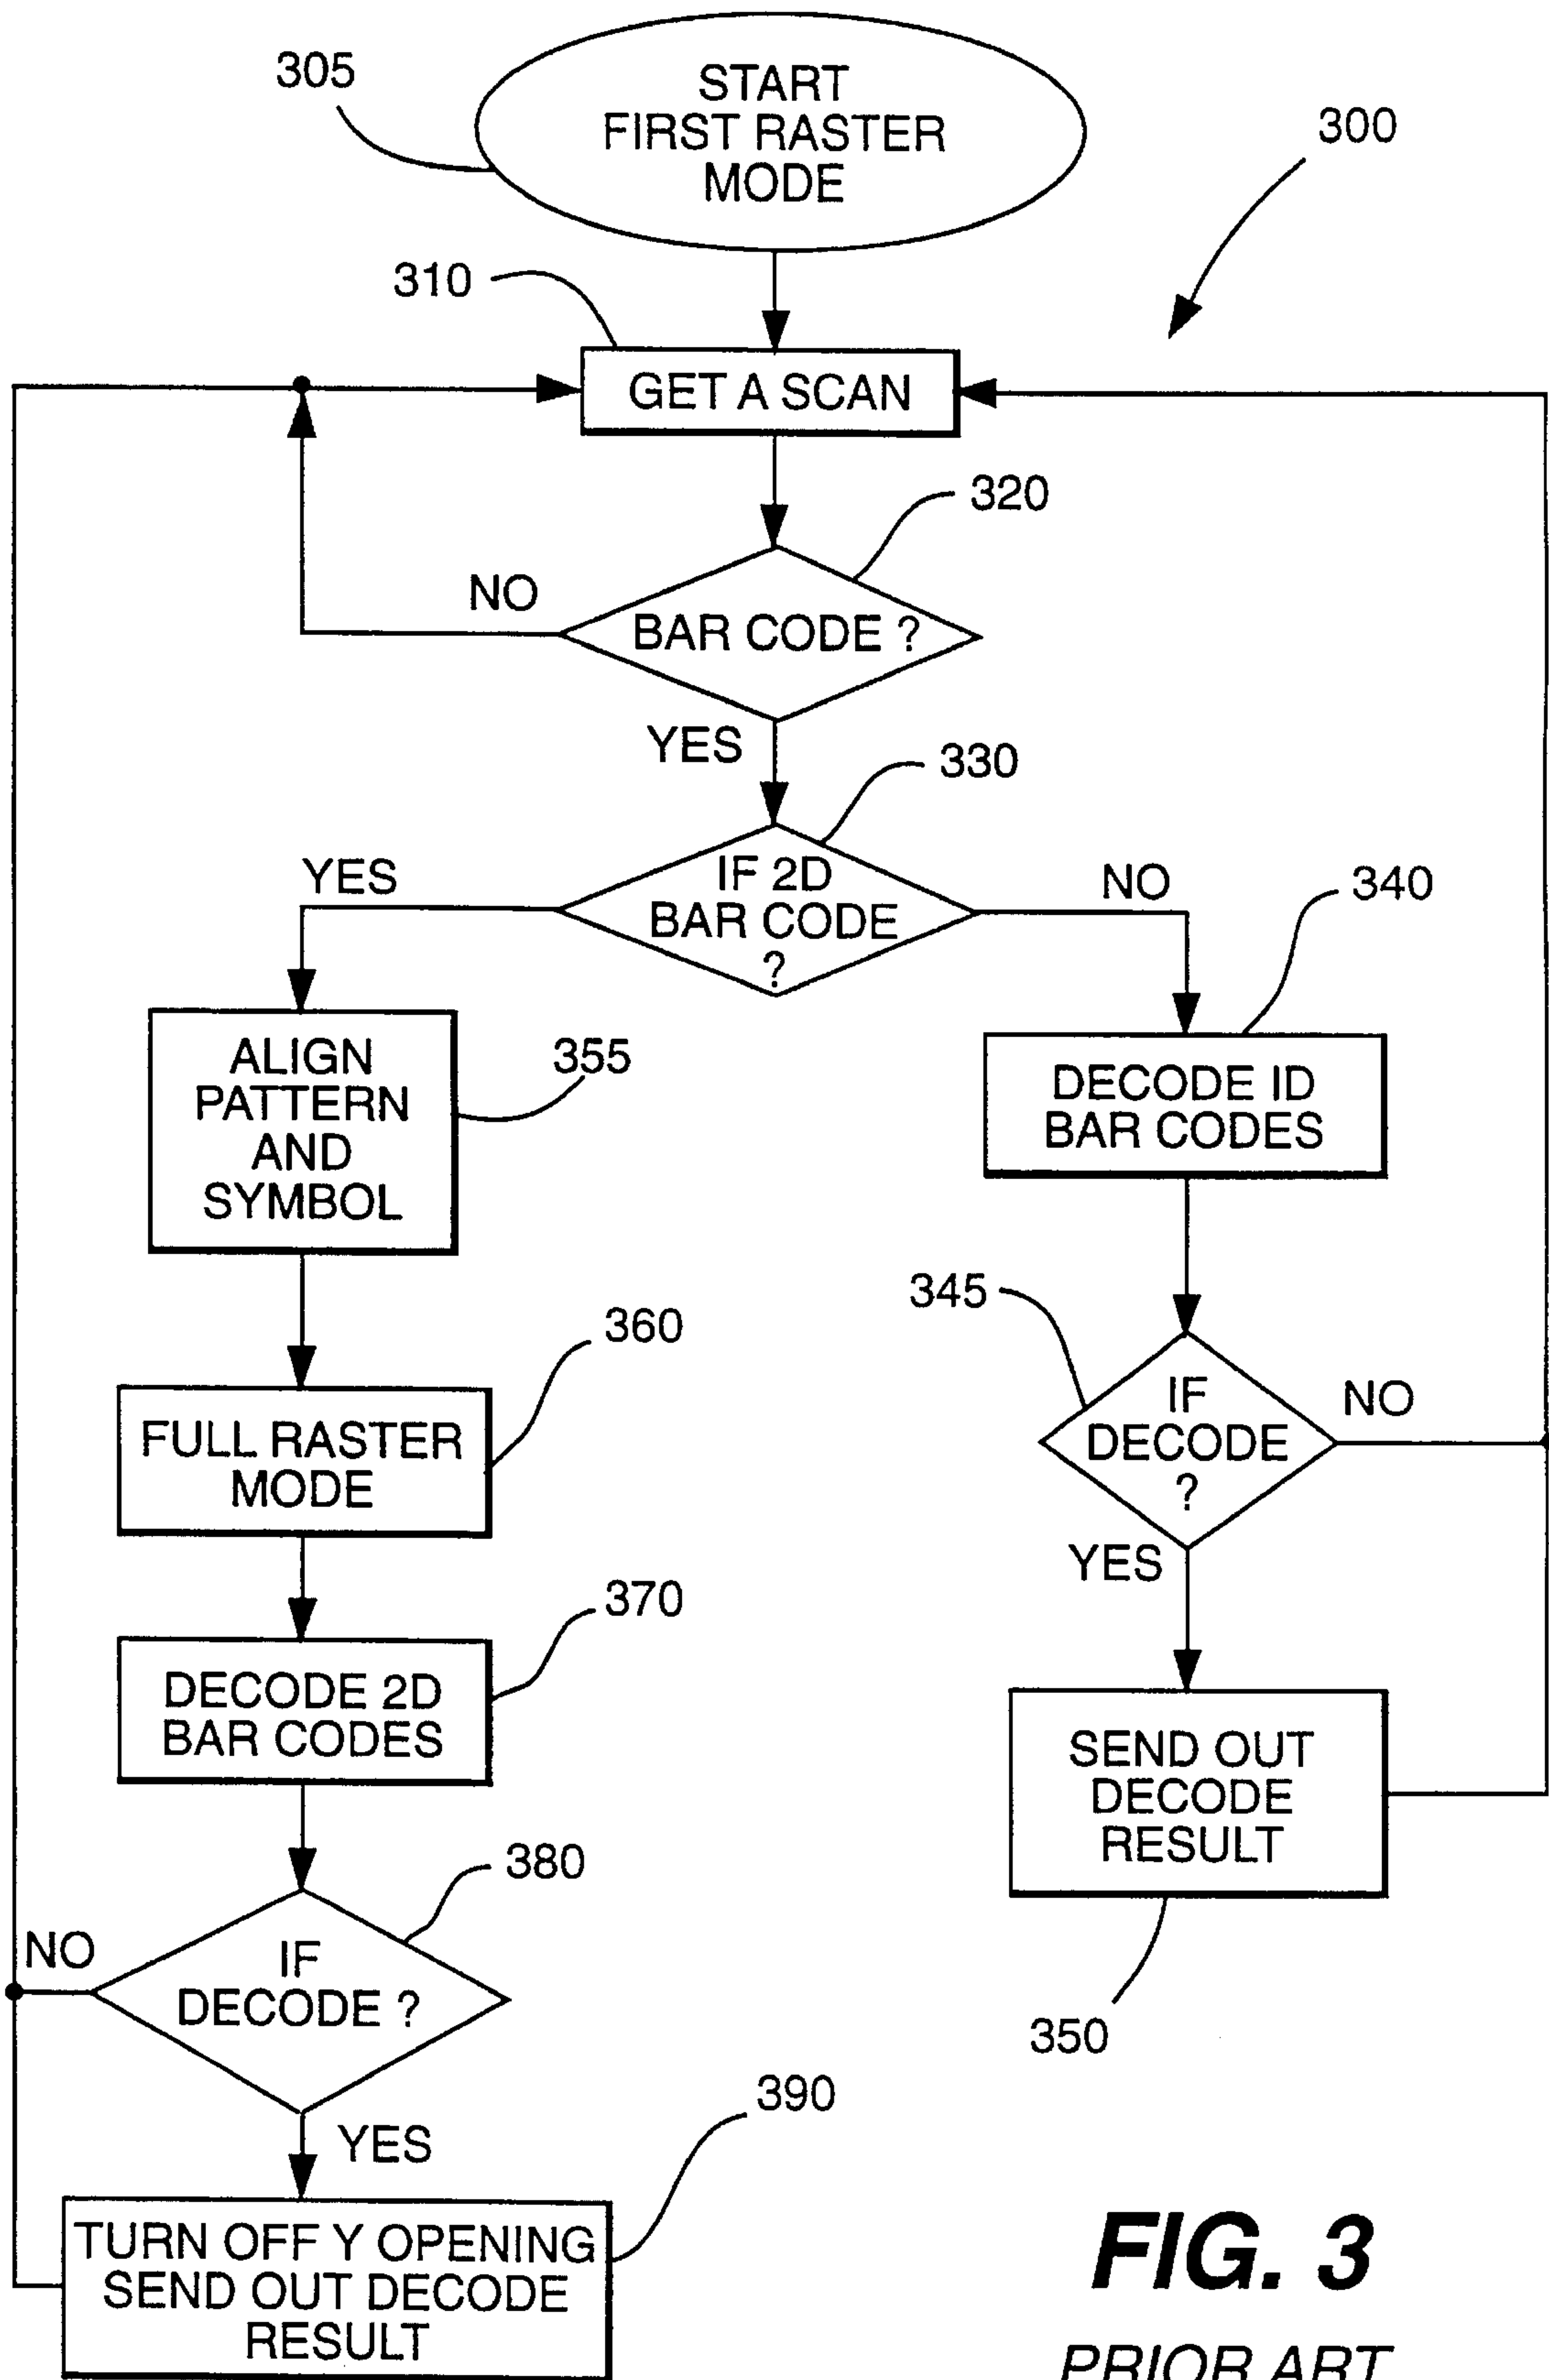 305
START
FIRST RASTER
MODE
300
310
GET A SCAN
320
NO
BAR CODE ?
YES
330
YES
IF 2D
BAR CODE
?
NO
340
ALIGN
PATTERN
AND
SYMBOL
355
DECODE ID
BAR CODES
345
IF
DECODE
?
NO
360
FULL RASTER
MODE
YES
370
DECODE 2D
BAR CODES
SEND OUT
DECODE
RESULT
380
NO
IF
DECODE ?
350
YES
390
TURN OFF Y OPENING
SEND OUT DECODE
RESULT
FIG. 3
PRIOR ART